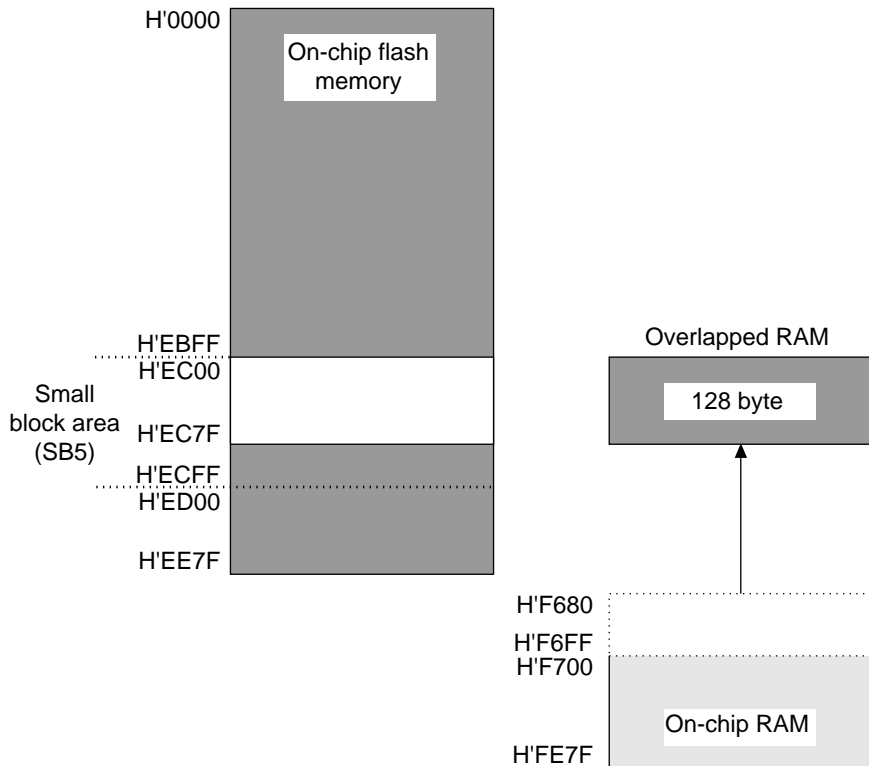 H'0000
On-chip flash
memory
H'EBFF
H'EC00
Small
block area
(SB5)
H'EC7F
H'ECFF
H'ED00
H'EE7F
Overlapped RAM
128 byte
H'F680
H'F6FF
H'F700
On-chip RAM
H'FE7F